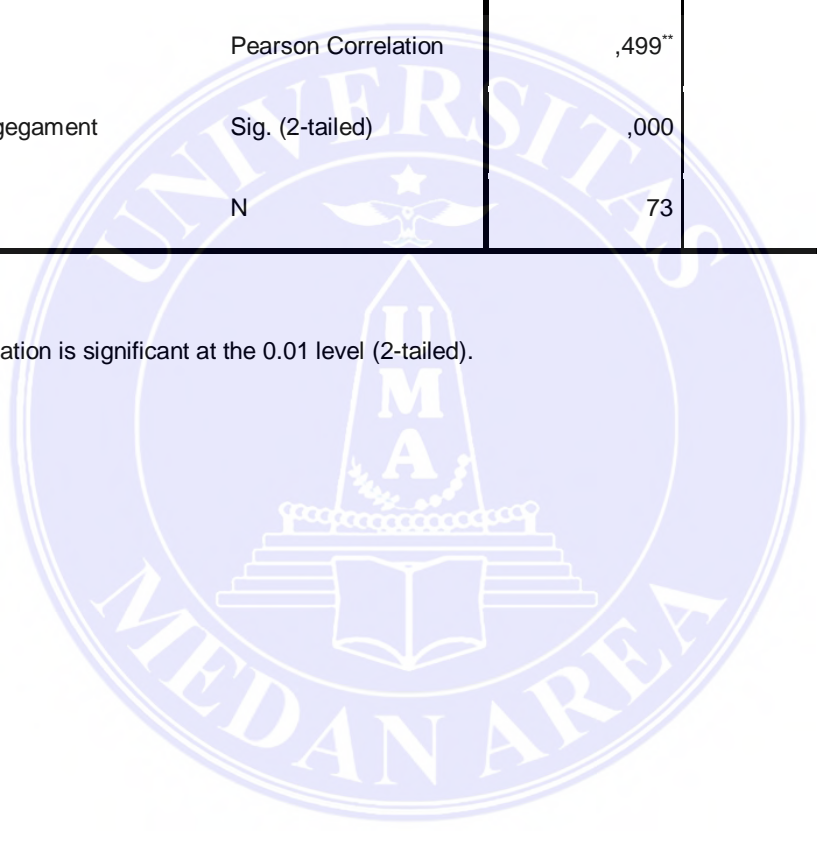 Pearson Correlation ,499**
gegament Sig. (2-tailed) ,000
N 73
ation is significant at the 0.01 level (2-tailed).
UNIVERSITAS
UMA
MEDAN AREA